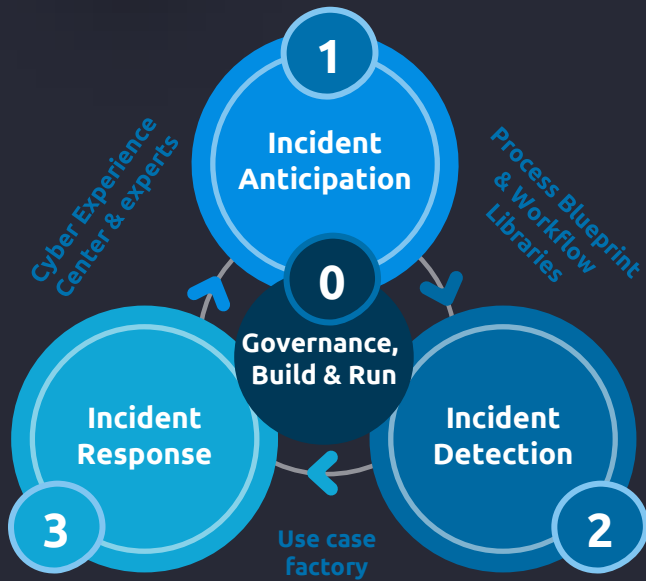 1
Incident
Anticipation
Cyber Experience
Center & experts
Process Blueprint
& Workflow
Libraries
0
Governance,
Build & Run
Incident
Response
3
Incident
Detection
2
Use case
factory